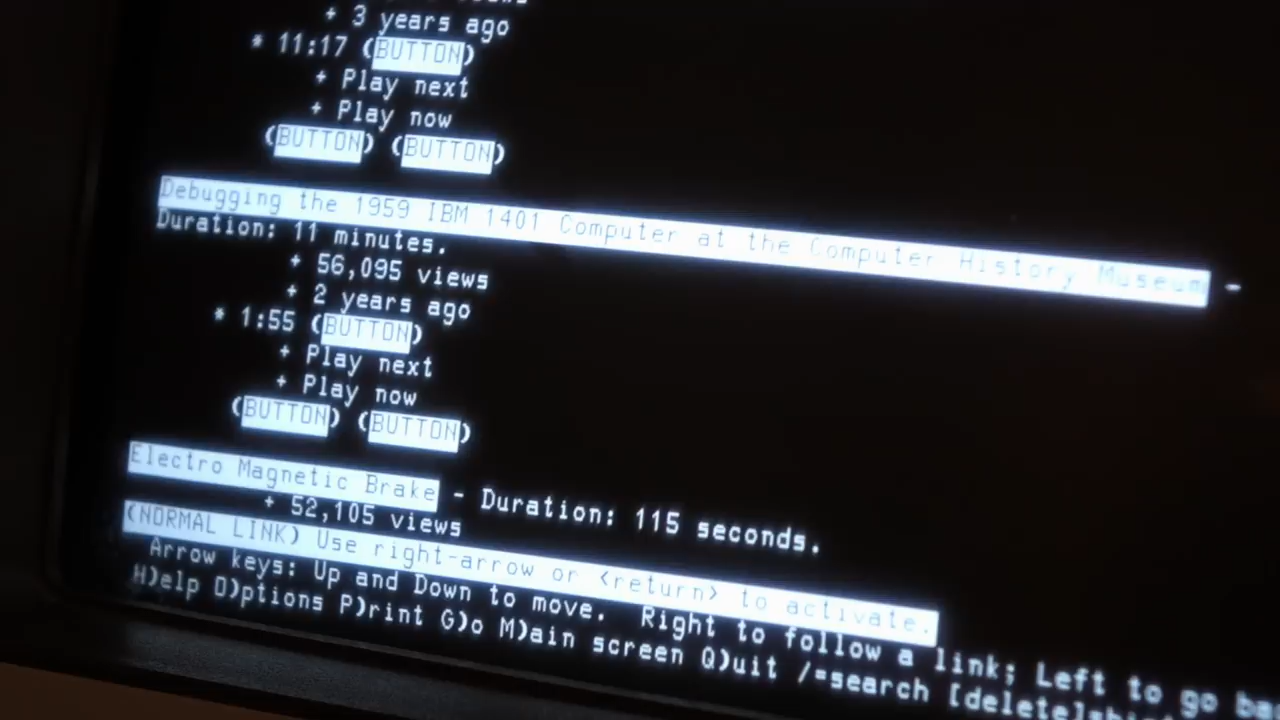 + 3 years ago
* 11:17 (BUTTON)
+ Play next
+ Play now
(BUTTON) (BUTTON)
Debugging the 1959 IBM 1401 Computer at the Computer History Museum -
Duration: 11 minutes.
+ 56,095 views
+ 2 years ago
* 1:55 (BUTTON)
+ Play next
+ Play now
(BUTTON) (BUTTON)
Electro Magnetic Brake - Duration: 115 seconds.
+ 52,105 views
(NORMAL LINK) Use right-arrow or <return> to activate.
Arrow keys: Up and Down to move. Right to follow a link; Left to go
H)elp O)ptions P)rint G)o M)ain screen Q)uit /=search [delete]